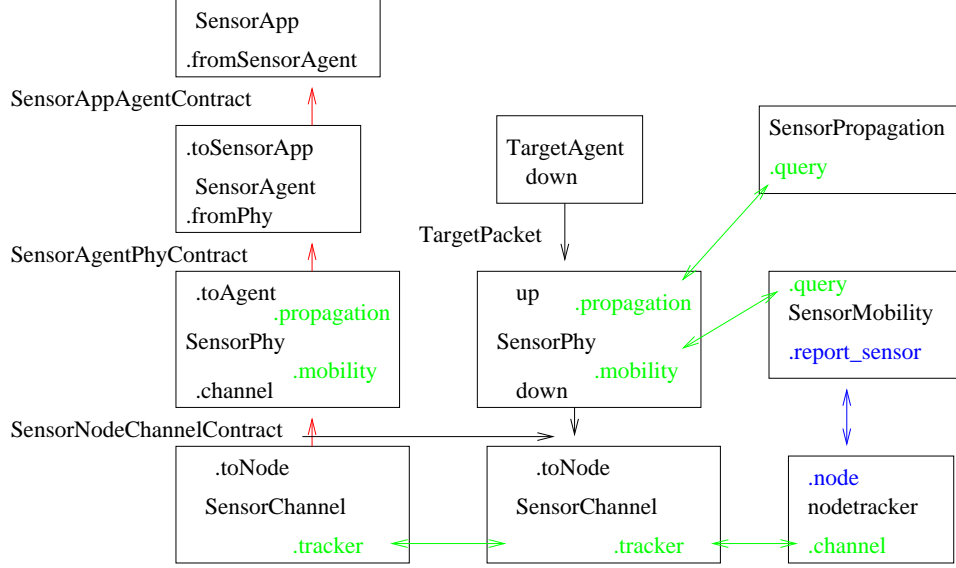 SensorApp
.fromSensorAgent
SensorAppAgentContract
.toSensorApp
SensorAgent
.fromPhy
TargetAgent
down
SensorPropagation
.query
TargetPacket
SensorAgentPhyContract
.toAgent
.propagation
SensorPhy
.mobility
.channel
up
.propagation
SensorPhy
.mobility
down
.query
SensorMobility
.report_sensor
SensorNodeChannelContract
.toNode
SensorChannel
.tracker
.toNode
SensorChannel
.tracker
.node
nodetracker
.channel